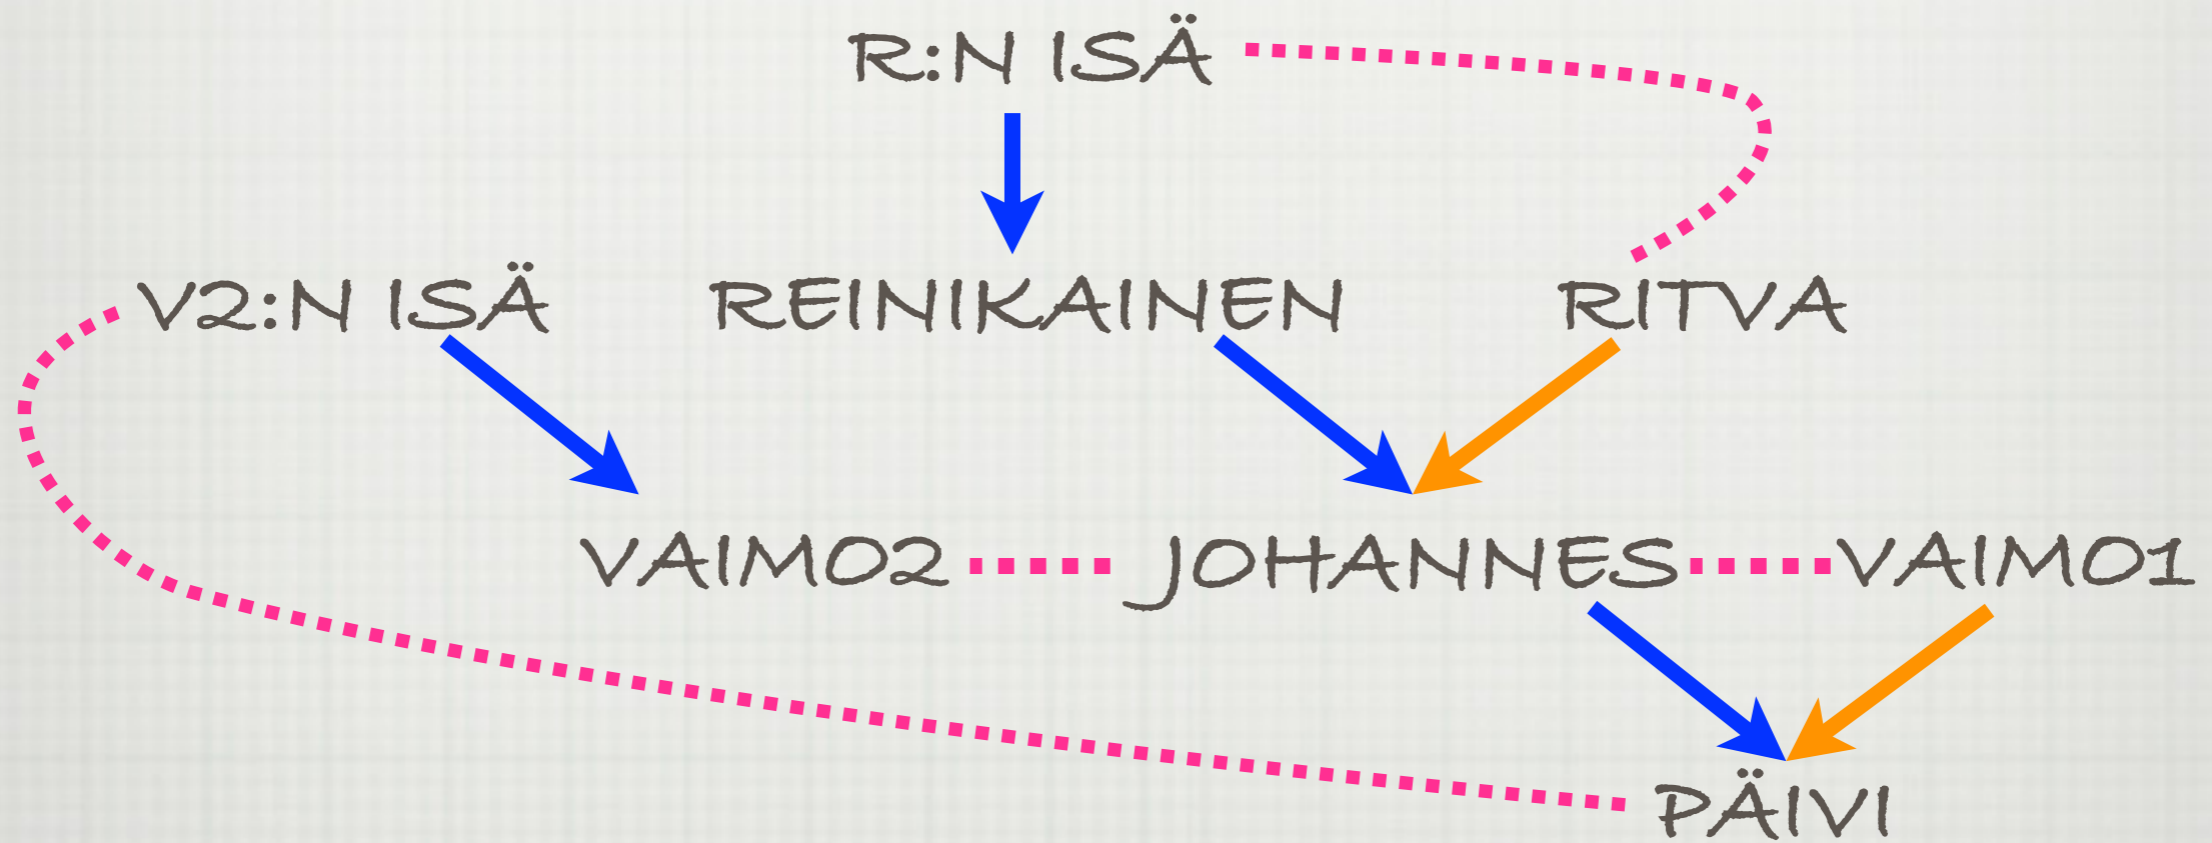 R:N ISÄ
V2:N ISÄ REINIKAINEN RITVA
VAIMO2 JOHANNES VAIMO1
PÄIVI